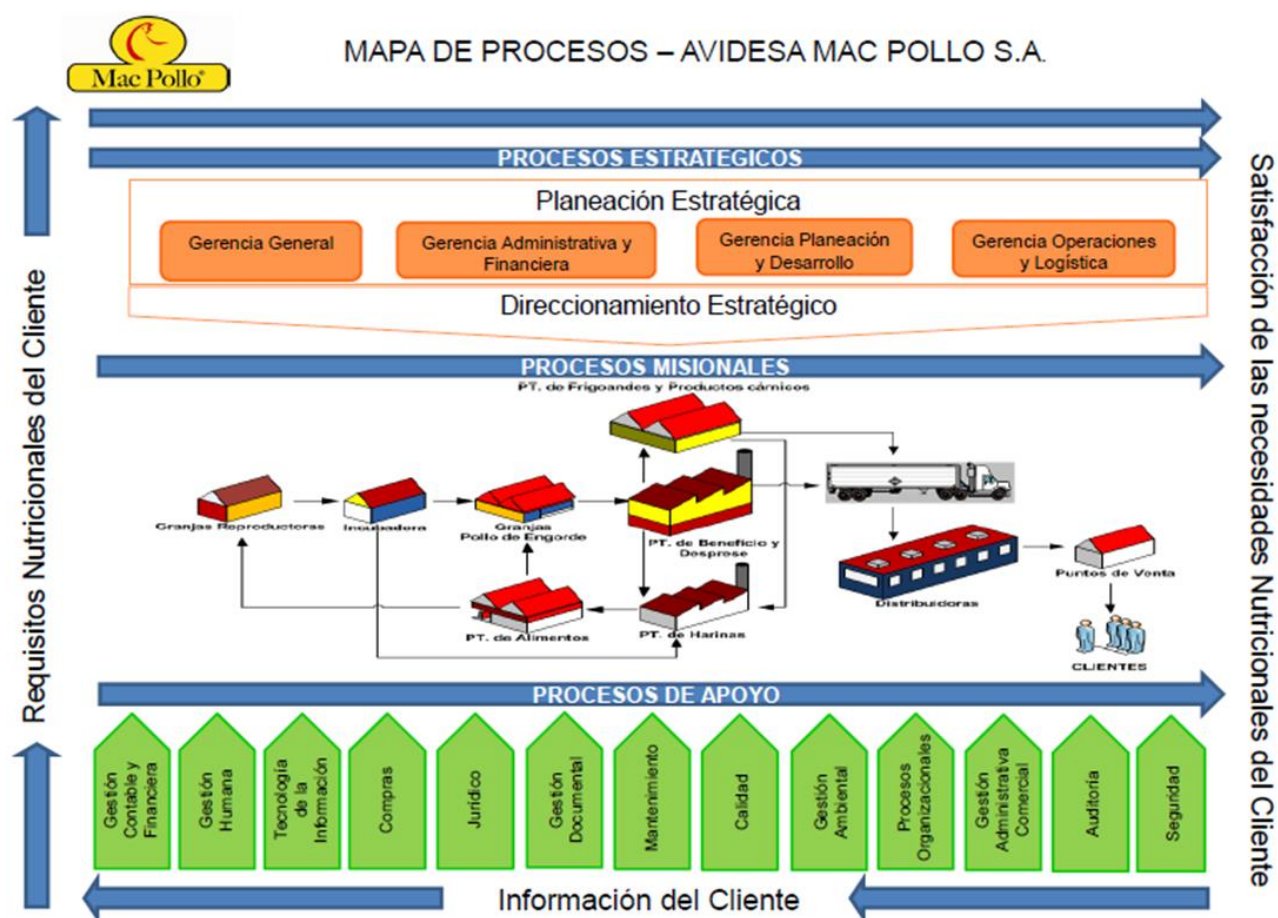 Mac Pollo®
MAPA DE PROCESOS – AVIDESA MAC POLLO S.A.
PROCESOS ESTRATEGICOS
Planeación Estratégica
Gerencia General
Gerencia Administrativa y
Financiera
Gerencia Planeación
y Desarrollo
Gerencia Operaciones
y Logística
Direccionamiento Estratégico
PROCESOS MISIONALES
PT. de Frigoandes y Productos cárnicos
Granjas Reproductoras
Incubadora
Granjas
Pollo de Engorde
PT. de Beneficio y
Desprese
PT. de Alimentos
PT. de Harinas
Distribuidoras
Puntos de Venta
CLIENTES
PROCESOS DE APOYO
Gestión
Contable y
Financiera
Gestión
Humana
Tecnología
de la
Información
Compras
Jurídico
Gestión
Documental
Mantenimiento
Calidad
Gestión
Ambiental
Procesos
Organizacionales
Gestión
Administrativa
Comercial
Auditoría
Seguridad
Información del Cliente
Requisitos Nutricionales del Cliente
Satisfacción de las necesidades Nutricionales del Cliente